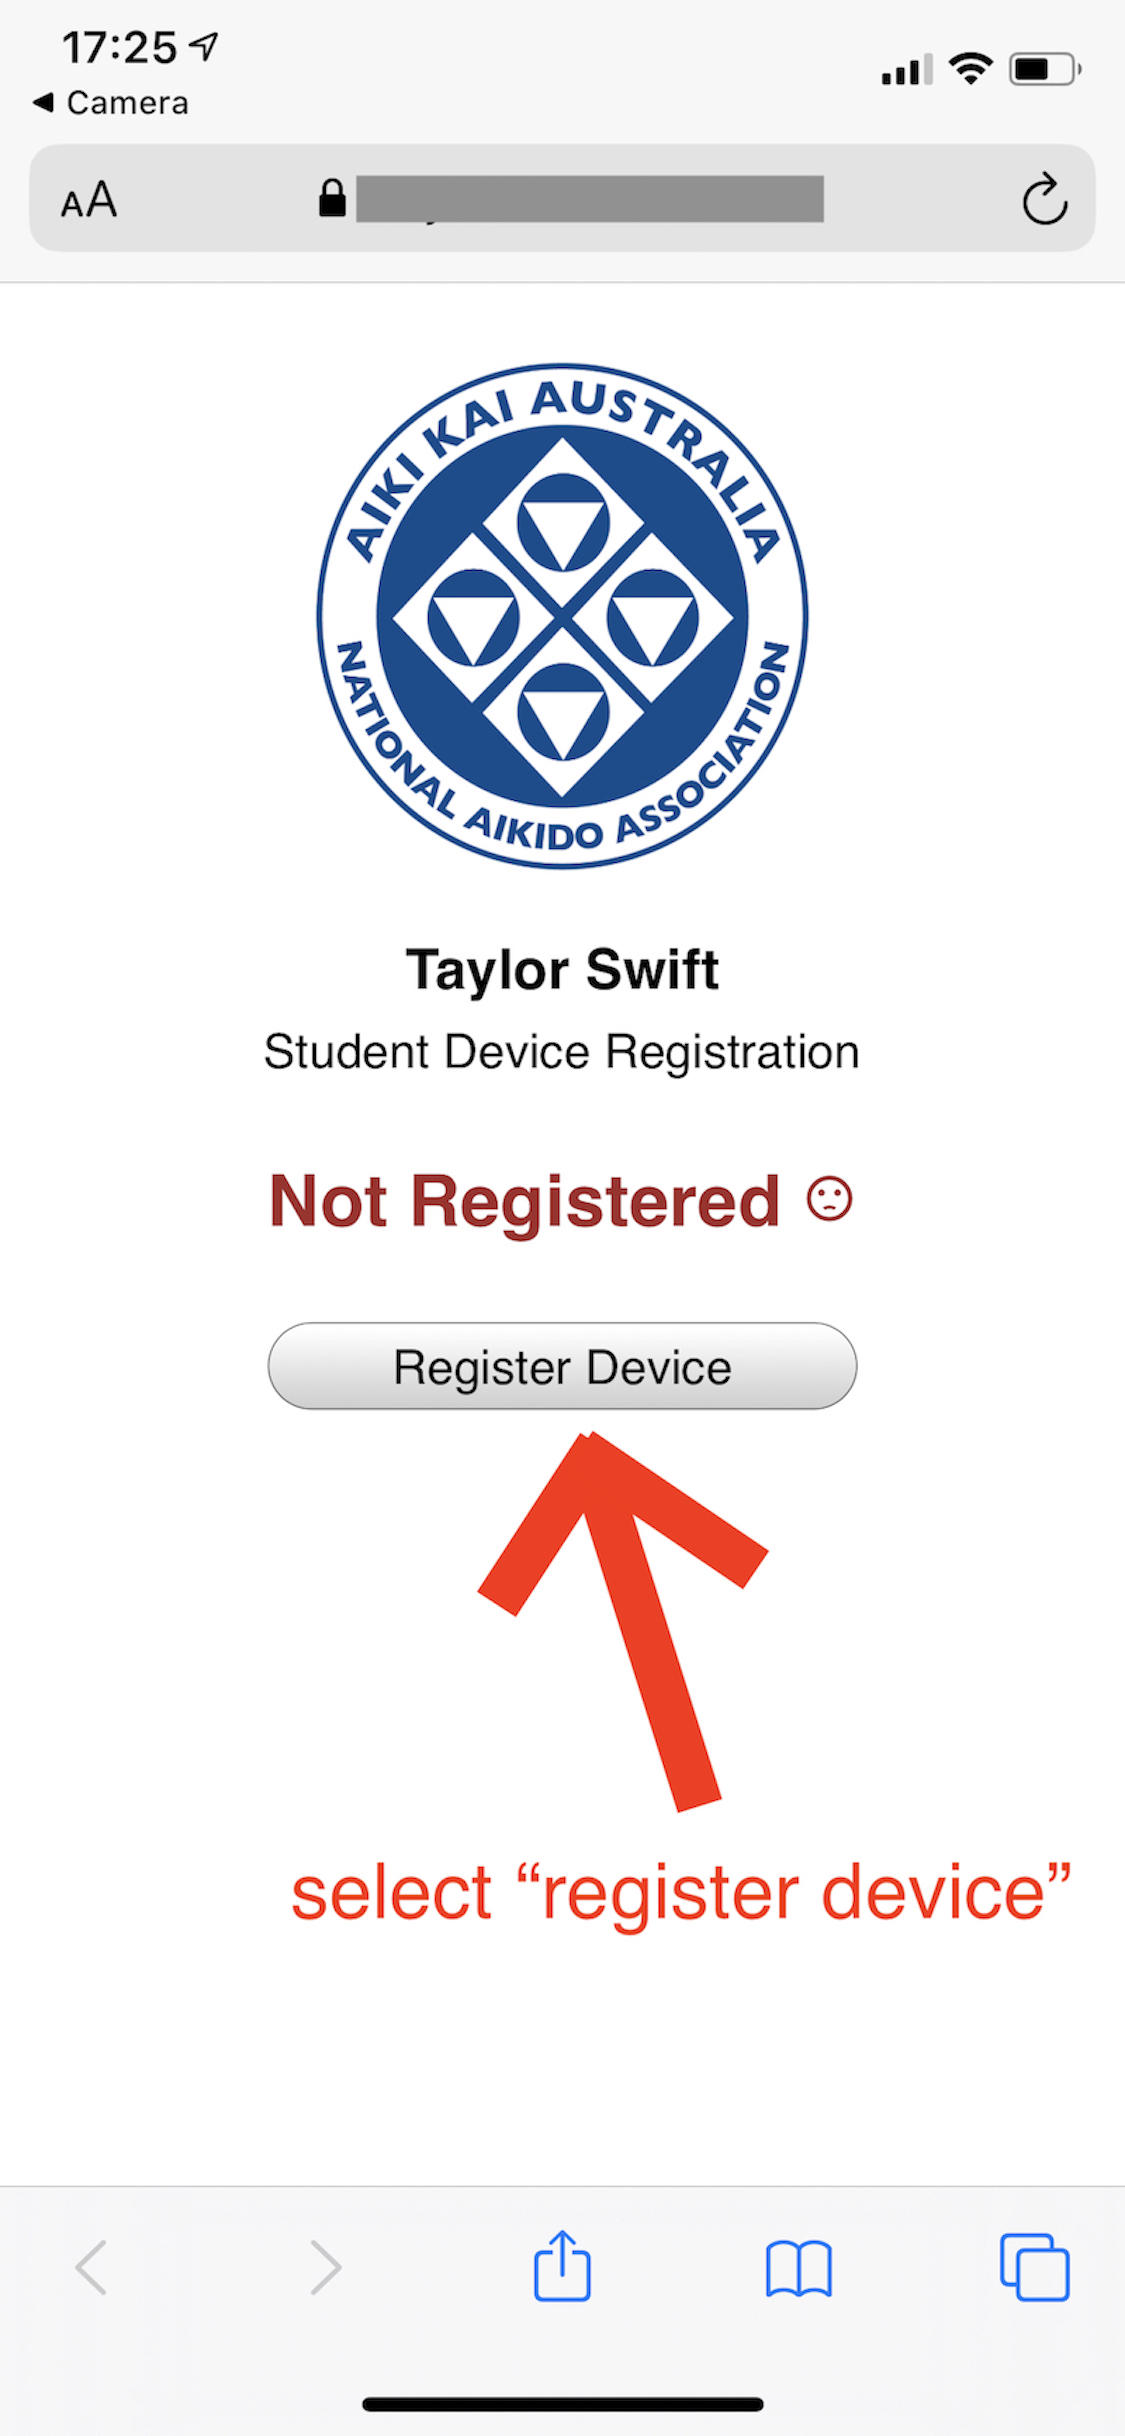 17:25
Camera
AA
AIKI KAI AUSTRALIA
NATIONAL AIKIDO ASSOCIATION
Taylor Swift
Student Device Registration
Not Registered
Register Device
select “register device”